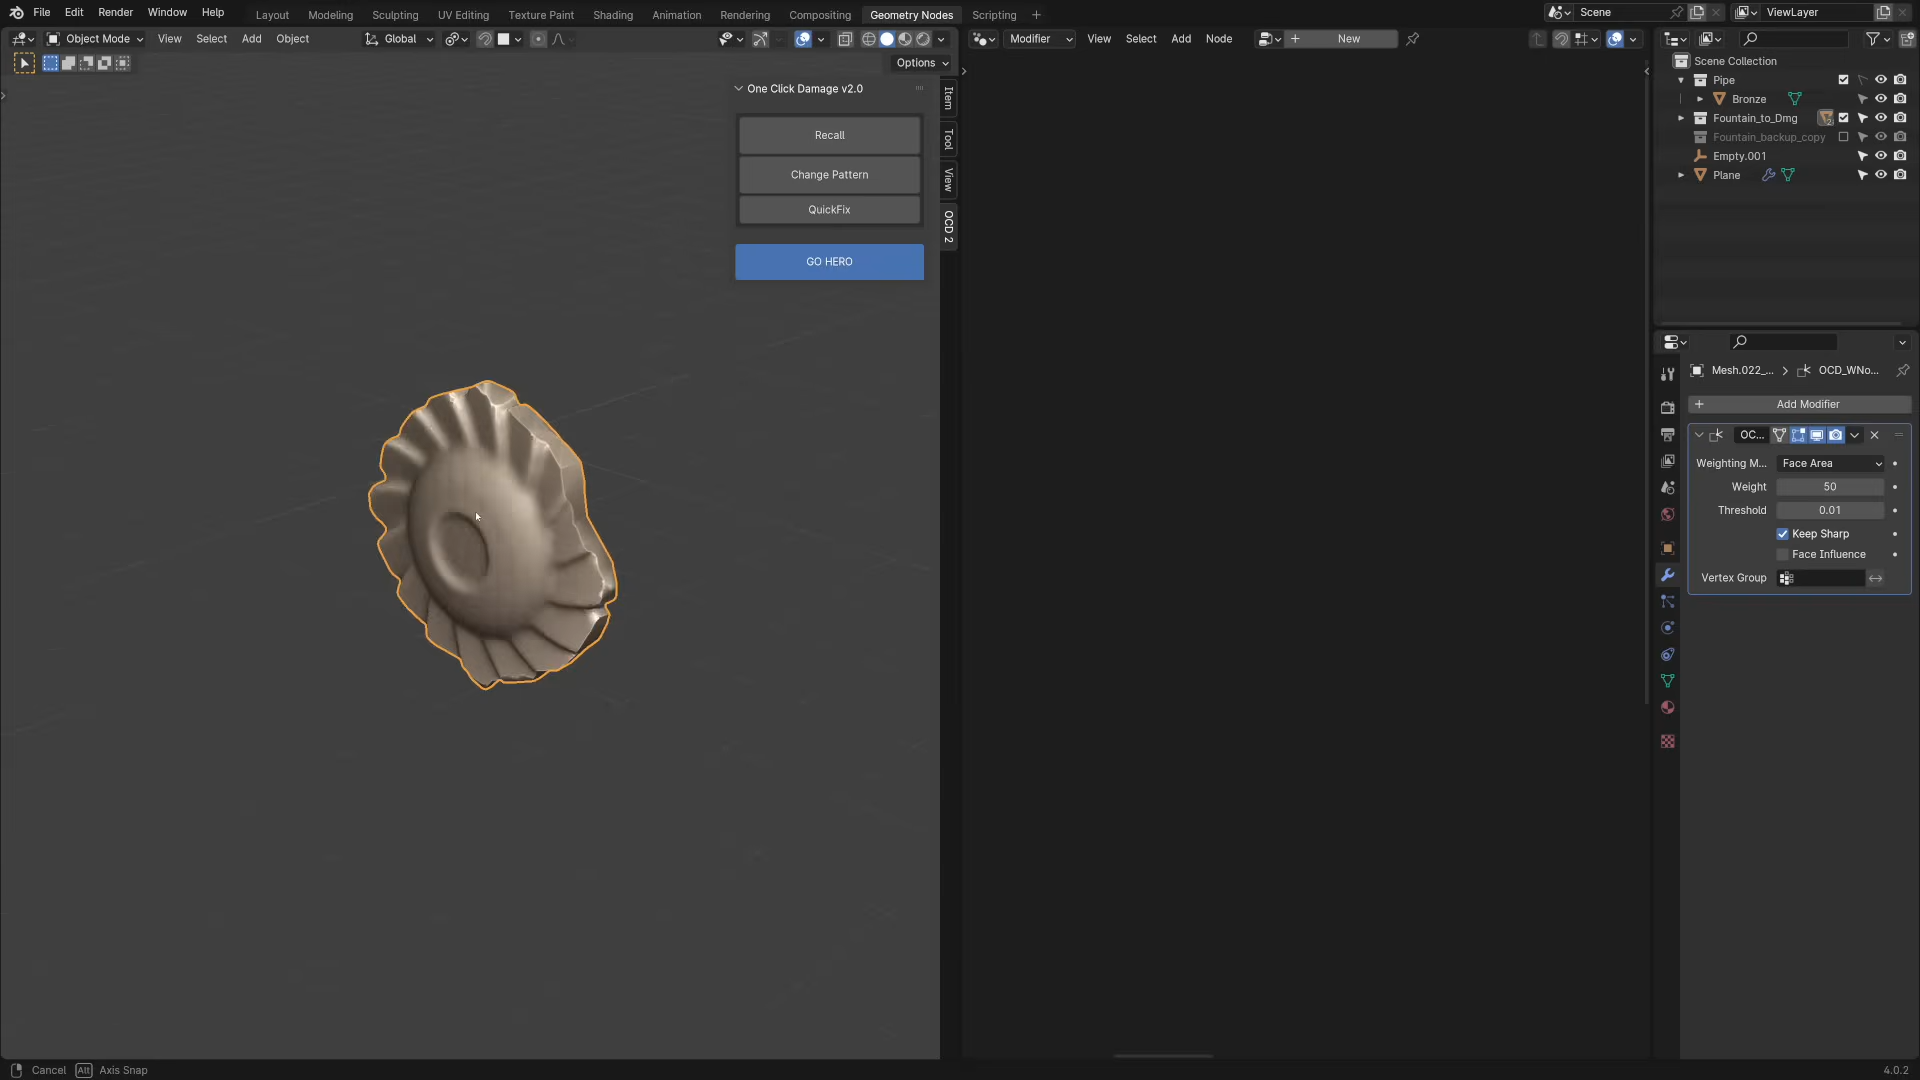 File Edit Render Window Help
Layout Modeling Sculpting UV Editing Texture Paint Shading Animation Rendering Compositing Geometry Nodes Scripting
Scene
ViewLayer
Object Mode View Select Add Object
Global
Modifier View Select Add Node
New
Options
One Click Damage v2.0
Recall
Change Pattern
QuickFix
GO HERO
Item
Tool
View
OCD 2
Scene Collection
Pipe
Bronze
Fountain_to_Dmg
2
Fountain_backup_copy
Empty.001
Plane
Mesh.022_... OCD_WNo...
Add Modifier
OC...
Weighting M... Face Area
Weight 50
Threshold 0.01
Keep Sharp
Face Influence
Vertex Group
Cancel Alt Axis Snap
4.0.2